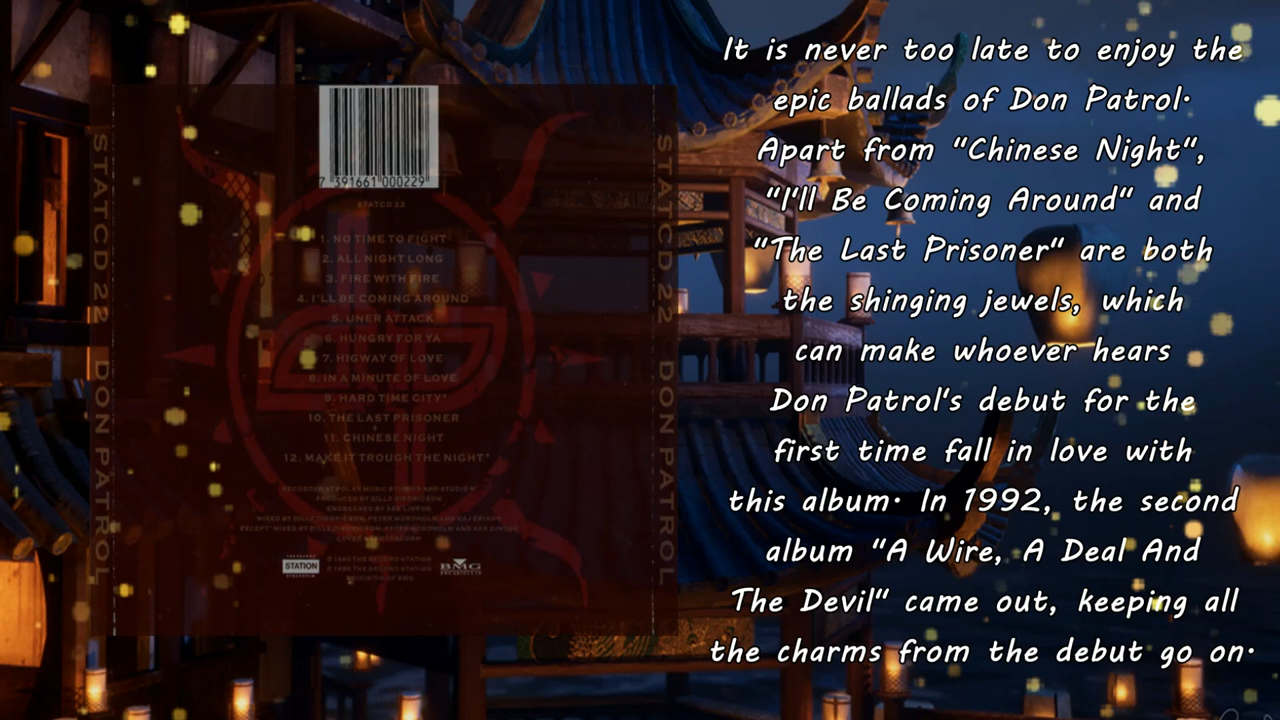 It is never too late to enjoy the
epic ballads of Don Patrol.
Apart from "Chinese Night",
"I'll Be Coming Around" and
"The Last Prisoner" are both
the shinging jewels, which
can make whoever hears
Don Patrol's debut for the
first time fall in love with
this album. In 1992, the second
album "A Wire, A Deal And
The Devil" came out, keeping all
the charms from the debut go on.
STATCD 22 DON PATROL
7 391661 000229
STATCD 22
1. NO TIME TO FIGHT*
2. ALL NIGHT LONG
3. FIRE WITH FIRE
4. I'LL BE COMING AROUND
5. UNER ATTACK
6. HUNGRY FOR YA
7. HIGWAY OF LOVE
8. IN A MINUTE OF LOVE
9. HARD TIME CITY*
10. THE LAST PRISONER
11. CHINESE NIGHT
12. MAKE IT TROUGH THE NIGHT*
STATION
BMG
STATCD 22 DON PATROL